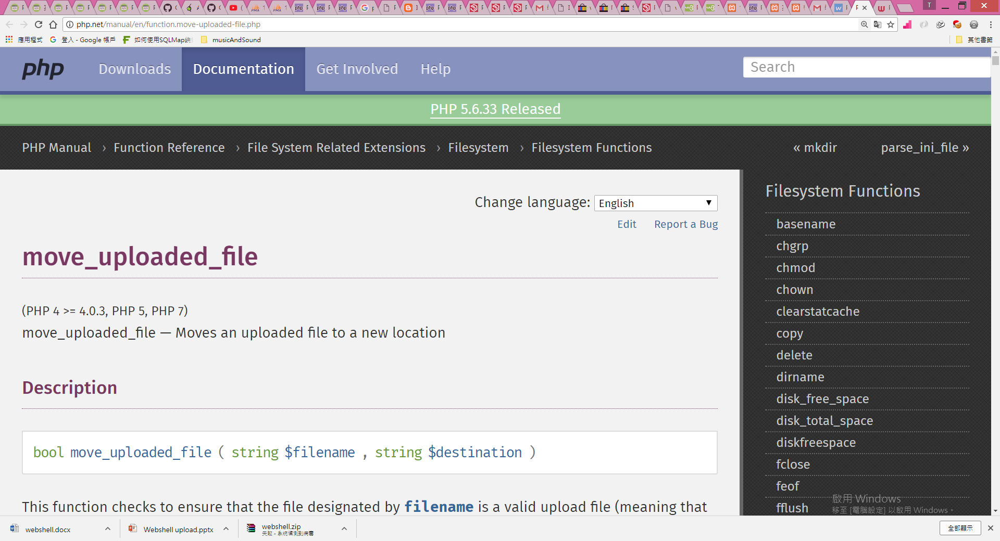 T
php.net/manual/en/function.move-uploaded-file.php
應用程式
登入 - Google 帳戶
如何使用SQLMap
musicAndSound
其他書籤
php
Downloads
Documentation
Get Involved
Help
Search
PHP 5.6.33 Released
PHP Manual › Function Reference › File System Related Extensions › Filesystem › Filesystem Functions
« mkdir
parse_ini_file »
Change language: English
Edit
Report a Bug
move_uploaded_file
(PHP 4 >= 4.0.3, PHP 5, PHP 7)
move_uploaded_file — Moves an uploaded file to a new location
Description
bool move_uploaded_file ( string $filename , string $destination )
This function checks to ensure that the file designated by filename is a valid upload file (meaning that
Filesystem Functions
basename
chgrp
chmod
chown
clearstatcache
copy
delete
dirname
disk_free_space
disk_total_space
diskfreespace
fclose
feof
fflush
啟用 Windows
移至 [電腦設定] 以啟用 Windows。
webshell.docx
Webshell upload.pptx
webshell.zip
失敗 - 系統偵測到病毒
全部顯示